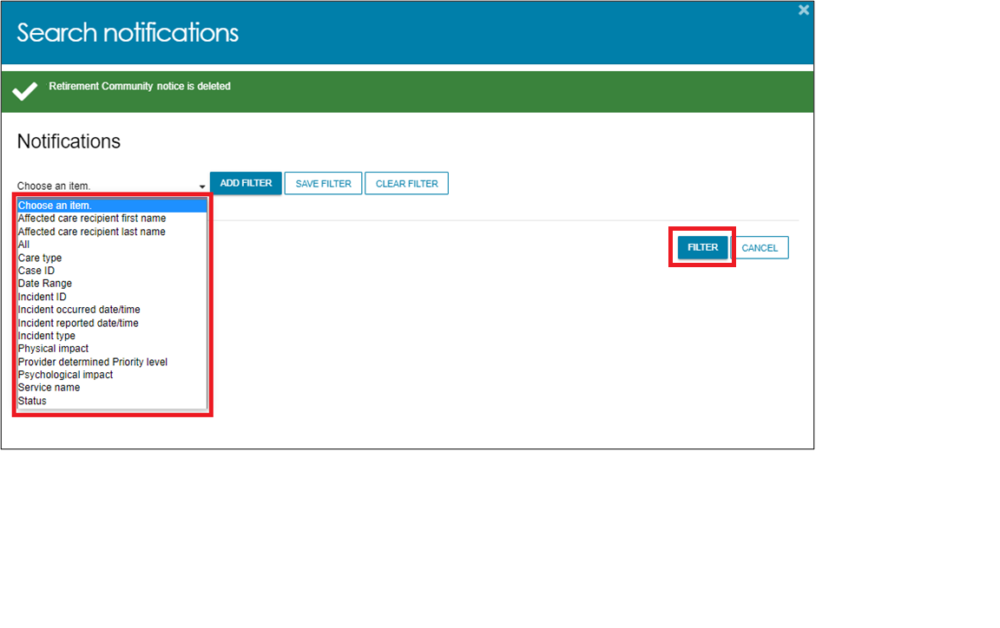 Search notifications
Retirement Community notice is deleted
Notifications
Choose an item.
ADD FILTER
SAVE FILTER
CLEAR FILTER
Choose an item.
Affected care recipient first name
Affected care recipient last name
All
Care type
Case ID
Date Range
Incident ID
Incident occurred date/time
Incident reported date/time
Incident type
Physical impact
Provider determined Priority level
Psychological impact
Service name
Status
FILTER
CANCEL